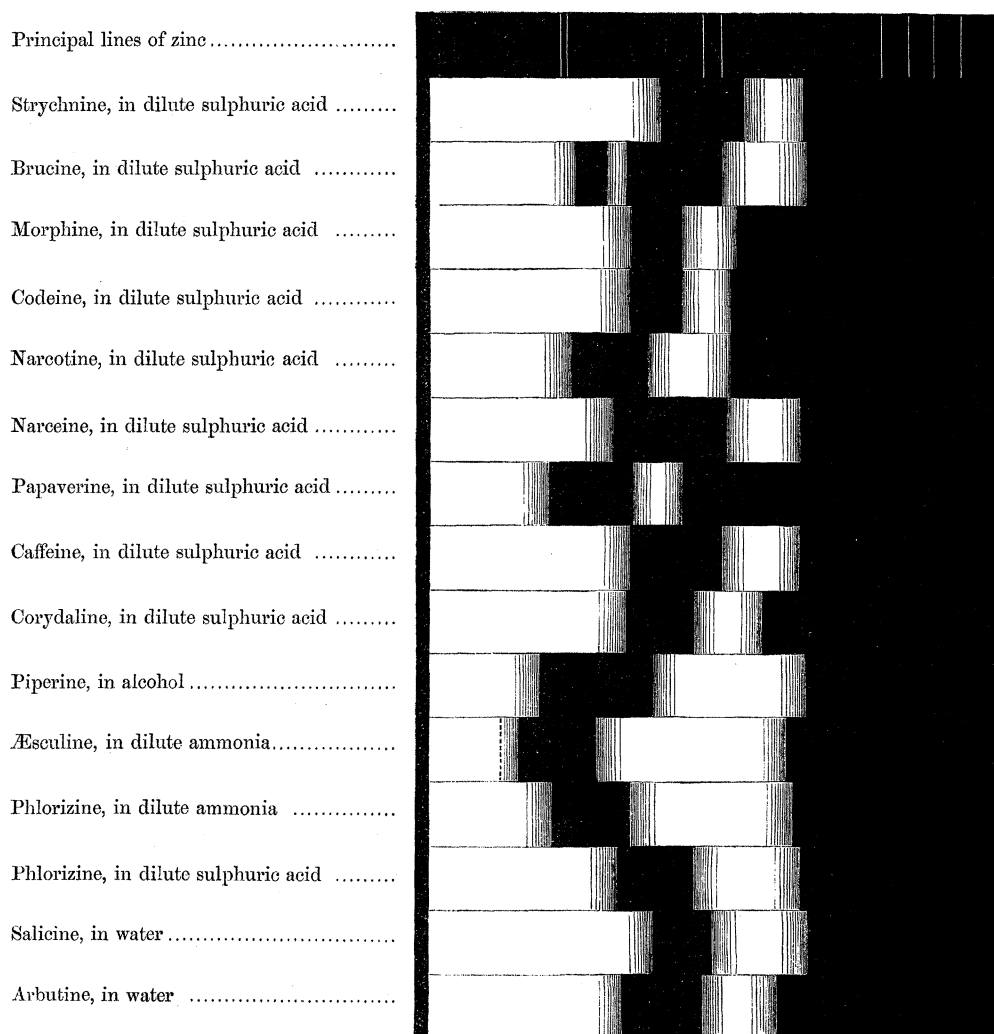 Principal lines of zinc ...........................
Strychnine, in dilute sulphuric acid .........
Brucine, in dilute sulphuric acid ............
Morphine, in dilute sulphuric acid .........
Codeine, in dilute sulphuric acid ............
Narcotine, in dilute sulphuric acid .........
Narceine, in dilute sulphuric acid ............
Papaverine, in dilute sulphuric acid .........
Caffeine, in dilute sulphuric acid ............
Corydaline, in dilute sulphuric acid .........
Piperine, in alcohol ..............................
Æsculine, in dilute ammonia ..................
Phlorizine, in dilute ammonia ...............
Phlorizine, in dilute sulphuric acid .........
Salicine, in water .................................
Arbutine, in water ..............................